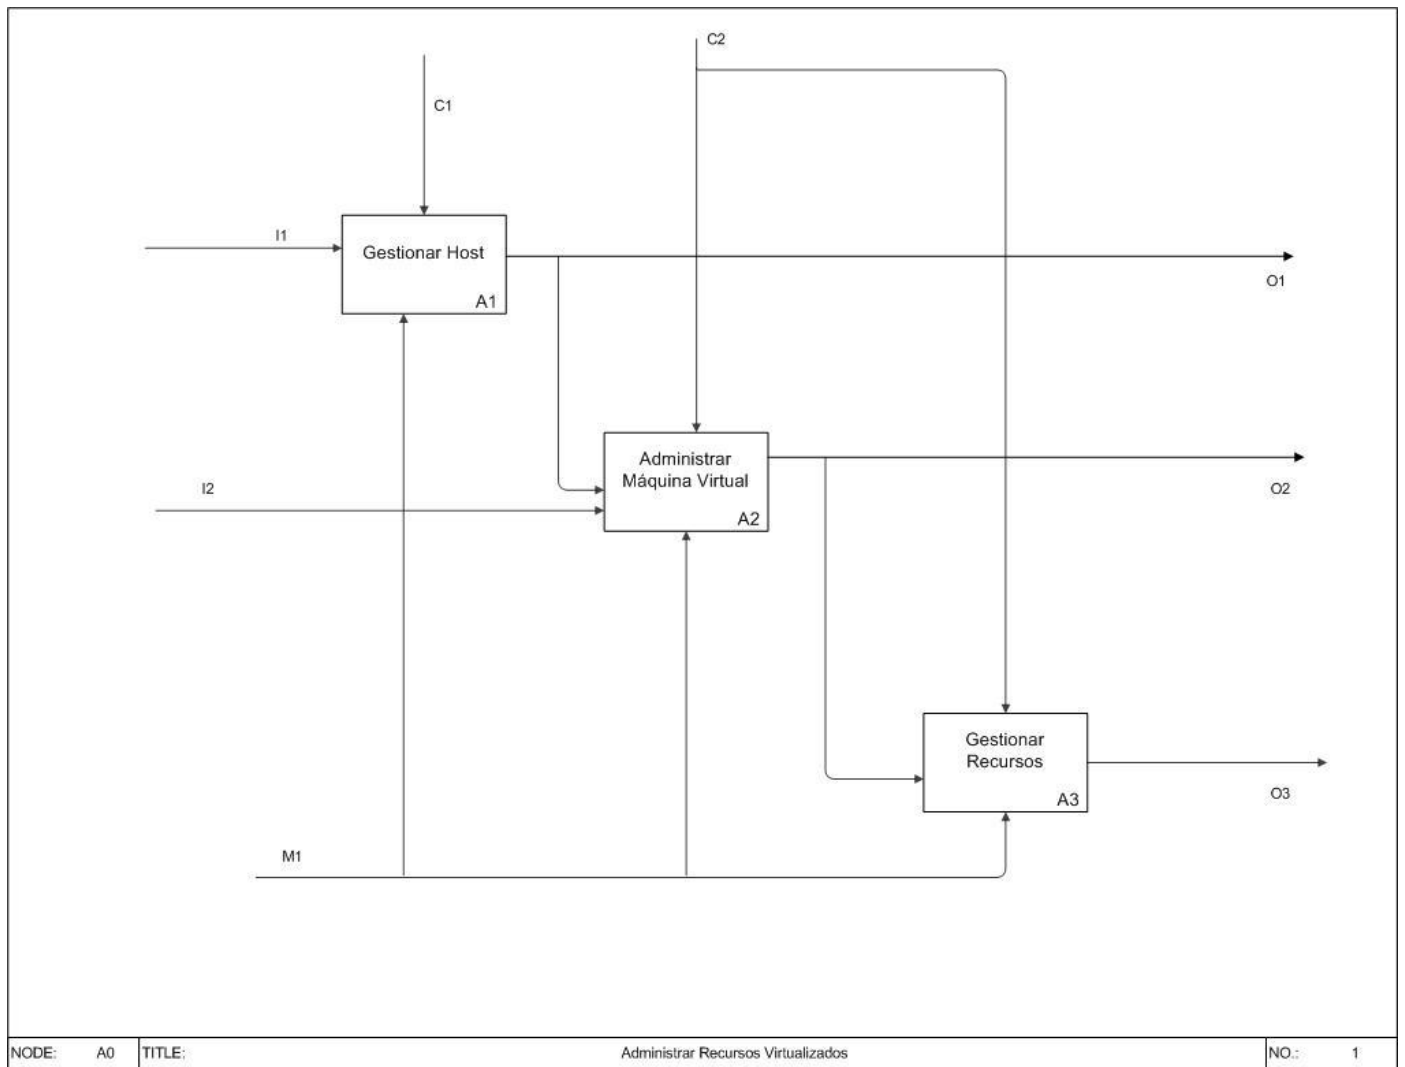 C2
C1
I1
Gestionar Host
A1
O1
Administrar
Máquina Virtual
A2
I2
O2
Gestionar
Recursos
A3
O3
M1
NODE: A0 TITLE: Administrar Recursos Virtualizados NO.: 1